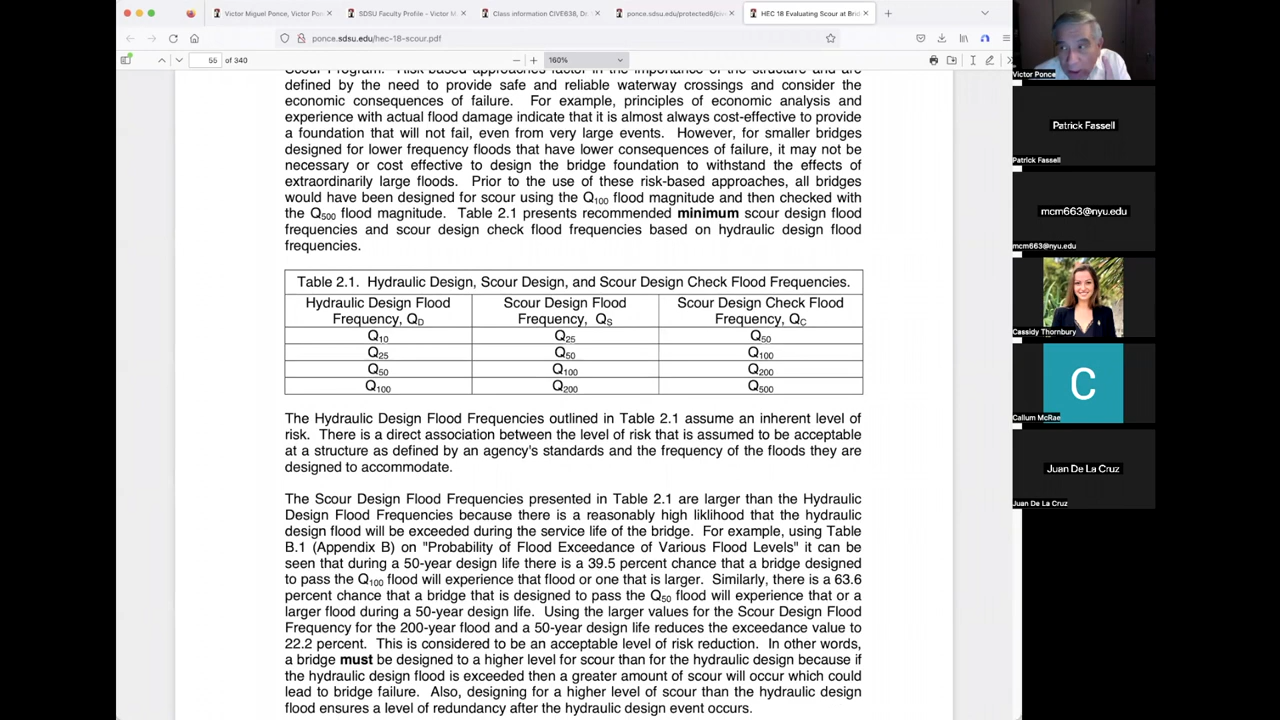 Victor Miguel Ponce, Victor V. Pon
SDSU Faculty Profile – Victor M
Class information CIVE638, Dr.
ponce.sdsu.edu/protected6/civ
HEC 18 Evaluating Scour at Brid
ponce.sdsu.edu/hec-18-scour.pdf
55 of 340
160%
Scour Program. Risk based approaches factor in the importance of the structure and are
defined by the need to provide safe and reliable waterway crossings and consider the
economic consequences of failure. For example, principles of economic analysis and
experience with actual flood damage indicate that it is almost always cost-effective to provide
a foundation that will not fail, even from very large events. However, for smaller bridges
designed for lower frequency floods that have lower consequences of failure, it may not be
necessary or cost effective to design the bridge foundation to withstand the effects of
extraordinarily large floods. Prior to the use of these risk-based approaches, all bridges
would have been designed for scour using the Q100 flood magnitude and then checked with
the Q500 flood magnitude. Table 2.1 presents recommended minimum scour design flood
frequencies and scour design check flood frequencies based on hydraulic design flood
frequencies.
Table 2.1. Hydraulic Design, Scour Design, and Scour Design Check Flood Frequencies.
Hydraulic Design Flood Frequency, QD
Scour Design Flood Frequency, QS
Scour Design Check Flood Frequency, QC
Q10 Q25 Q50
Q25 Q50 Q100
Q50 Q100 Q200
Q100 Q200 Q500
The Hydraulic Design Flood Frequencies outlined in Table 2.1 assume an inherent level of
risk. There is a direct association between the level of risk that is assumed to be acceptable
at a structure as defined by an agency's standards and the frequency of the floods they are
designed to accommodate.
The Scour Design Flood Frequencies presented in Table 2.1 are larger than the Hydraulic
Design Flood Frequencies because there is a reasonably high liklihood that the hydraulic
design flood will be exceeded during the service life of the bridge. For example, using Table
B.1 (Appendix B) on "Probability of Flood Exceedance of Various Flood Levels" it can be
seen that during a 50-year design life there is a 39.5 percent chance that a bridge designed
to pass the Q100 flood will experience that flood or one that is larger. Similarly, there is a 63.6
percent chance that a bridge that is designed to pass the Q50 flood will experience that or a
larger flood during a 50-year design life. Using the larger values for the Scour Design Flood
Frequency for the 200-year flood and a 50-year design life reduces the exceedance value to
22.2 percent. This is considered to be an acceptable level of risk reduction. In other words,
a bridge must be designed to a higher level for scour than for the hydraulic design because if
the hydraulic design flood is exceeded then a greater amount of scour will occur which could
lead to bridge failure. Also, designing for a higher level of scour than the hydraulic design
flood ensures a level of redundancy after the hydraulic design event occurs.
Victor Ponce
Patrick Fassell
Patrick Fassell
mcm663@nyu.edu
mcm663@nyu.edu
Cassidy Thornbury
C
Callum McRae
Juan De La Cruz
Juan De La Cruz